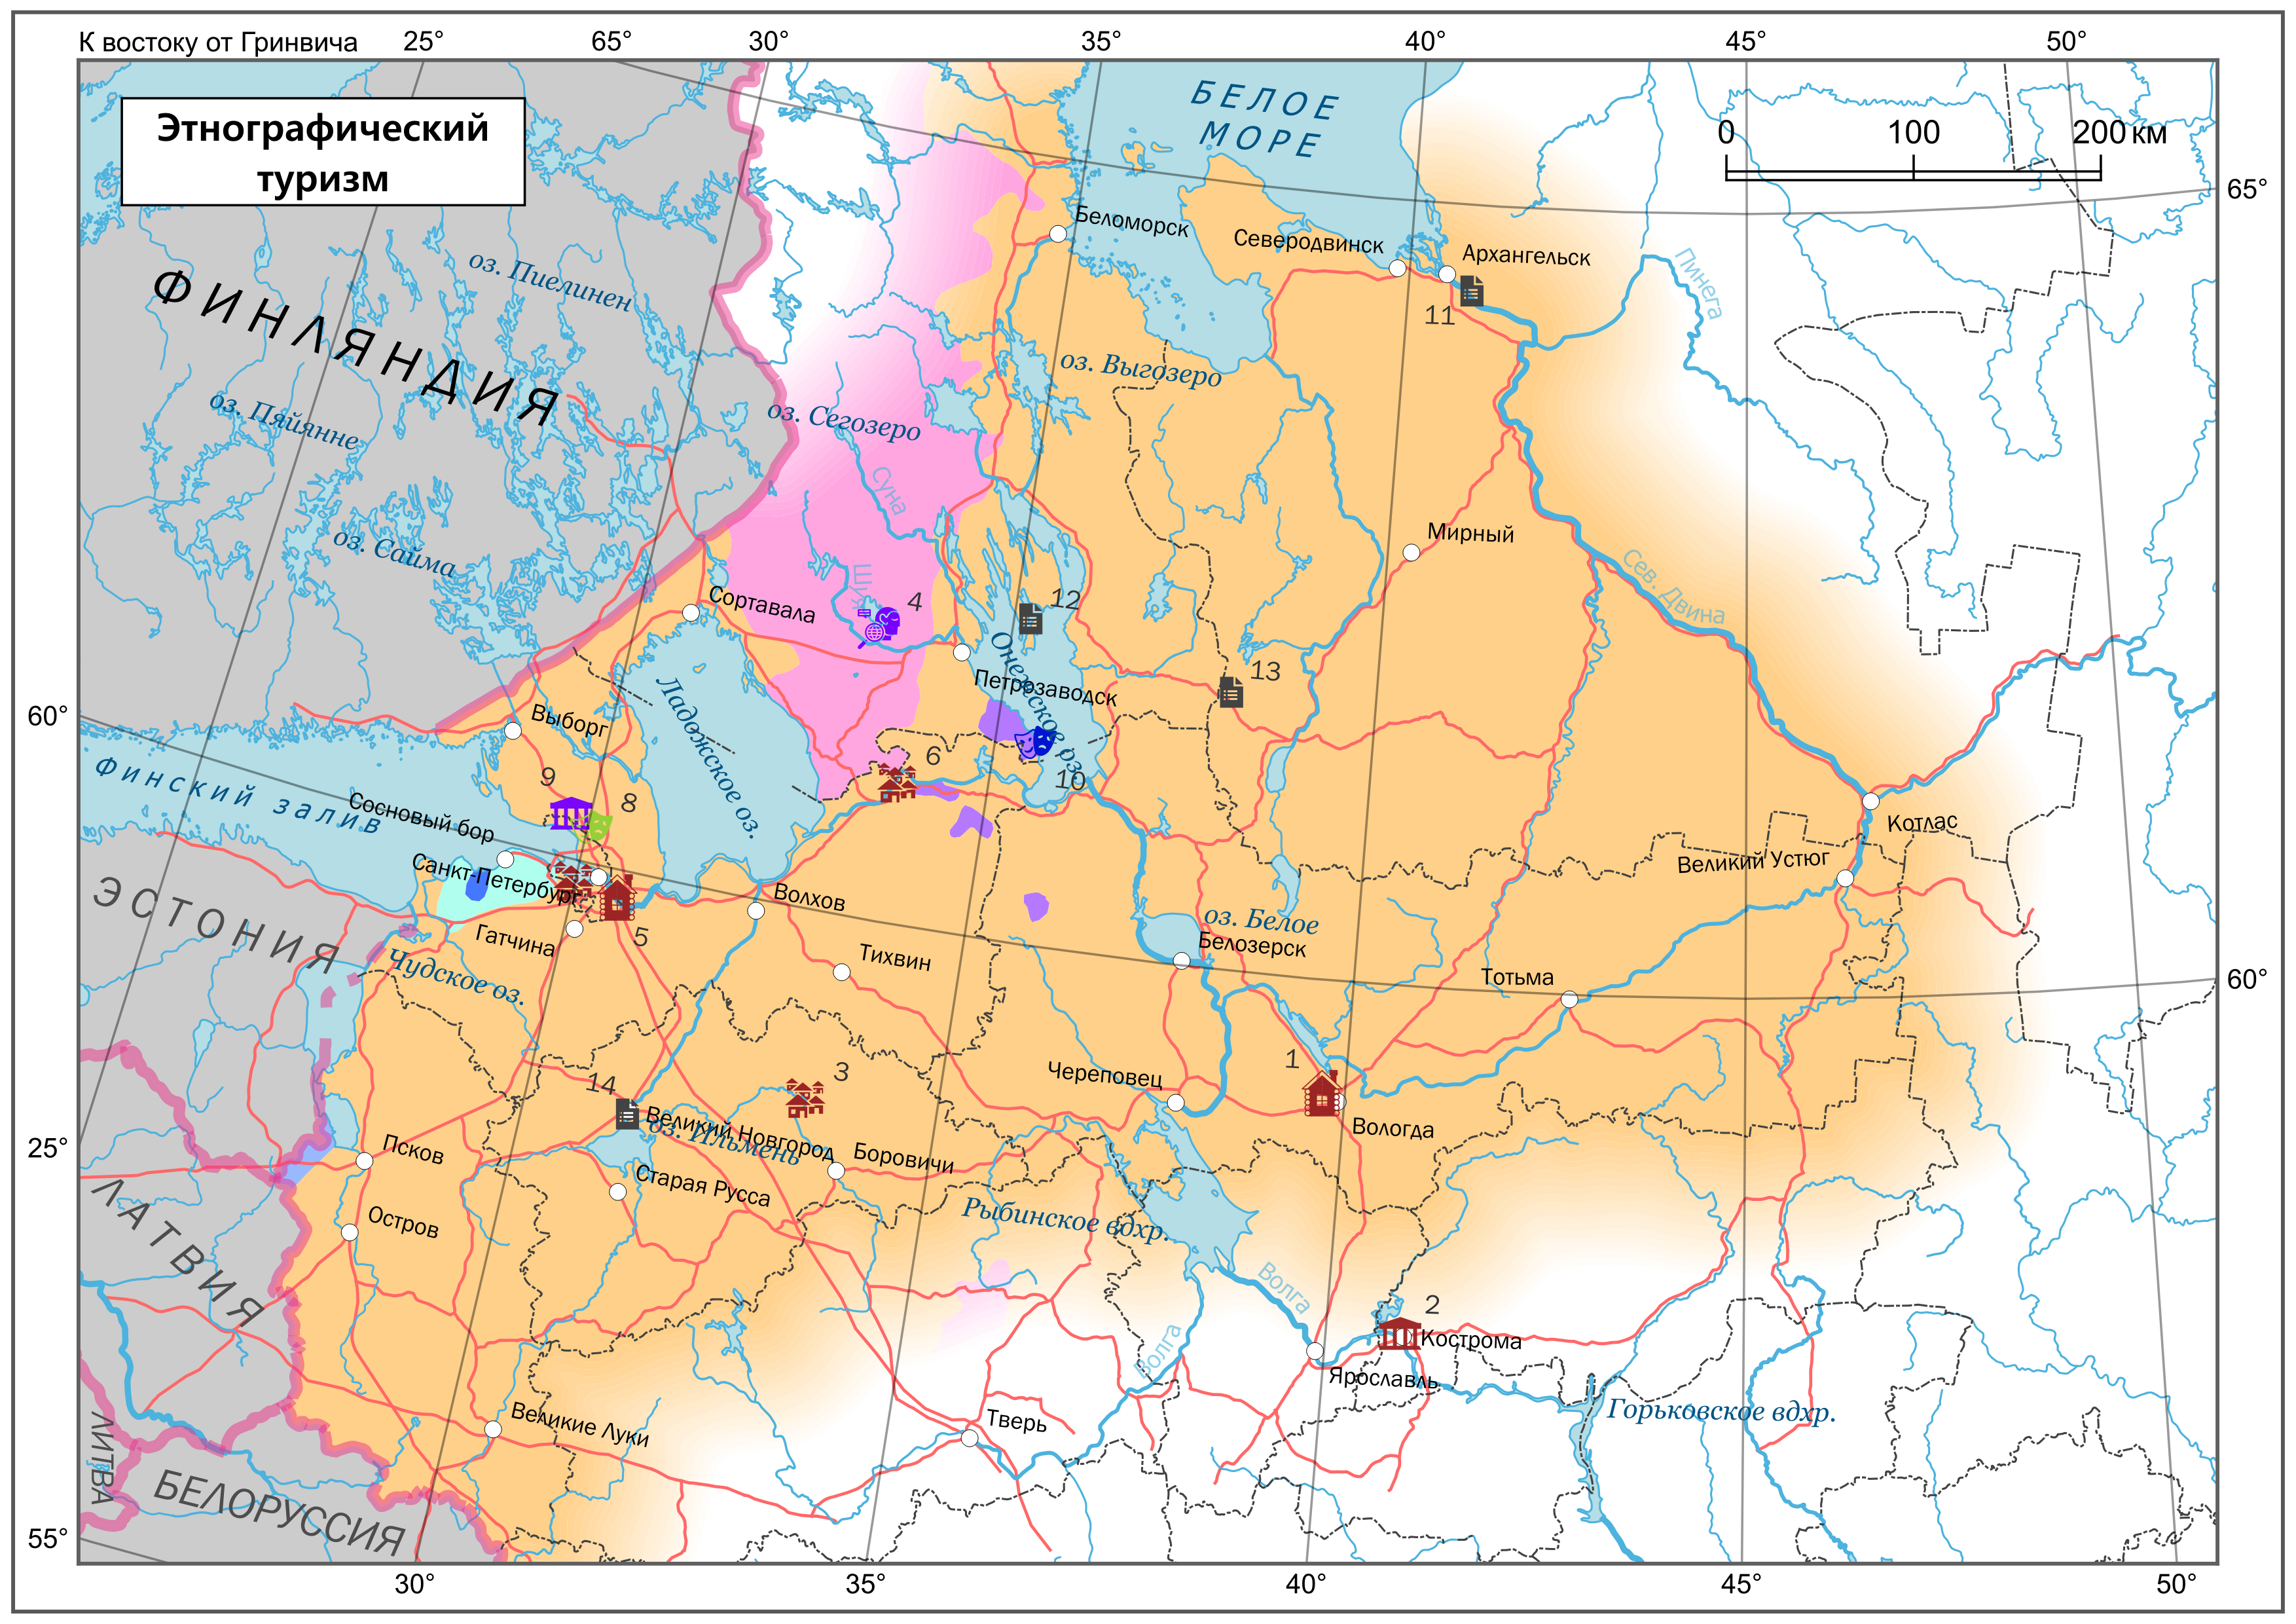 К востоку от Гринвича 25° 65° 30° 35° 40° 45° 50°
Этнографический
туризм
БЕЛОЕ
МОРЕ
0 100 200 км
65°
Беломорск
Северодвинск
Архангельск
11
Пинега
оз. Пиелинен
ФИНЛЯНДИЯ
оз. Выгозеро
оз. Пяйянне
оз. Сегозеро
Суна
оз. Сайма
Мирный
Сев. Двина
Шуя
4
12
Сортавала
Онежское оз.
13
Петрозаводск
Ладожское оз.
60°
Выборг
6
10
9
8
Финский залив
Сосновый бор
Котлас
Великий Устюг
Санкт-Петербург
ЭСТОНИЯ
Волхов
оз. Белое
Белозерск
5
Гатчина
Тихвин
Чудское оз.
Тотьма
60°
1
3
Череповец
14
Великий Новгород
оз. Ильмень
Вологда
25°
Псков
Боровичи
Старая Русса
ЛАТВИЯ
Остров
Рыбинское вдхр.
Волга
2
Кострома
Волга
Ярославль
Горьковское вдхр.
ЛИТВА
Великие Луки
Тверь
БЕЛОРУССИЯ
55°
30° 35° 40° 45° 50°